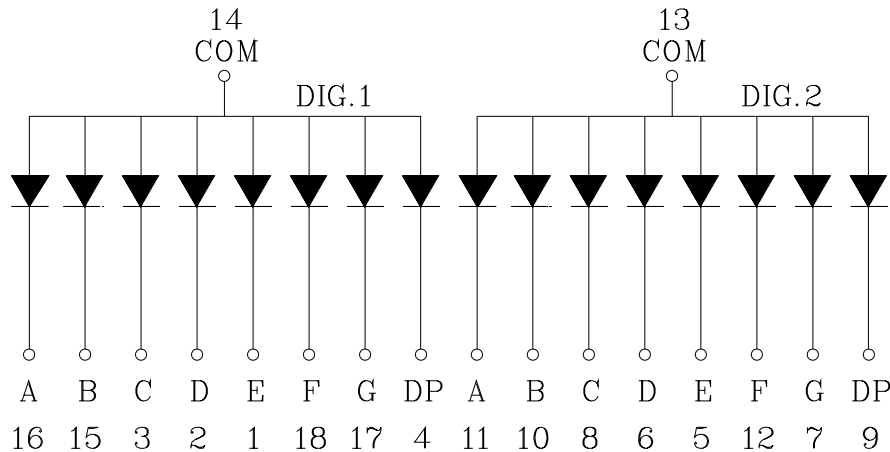 14 13
COM COM
DIG.1 DIG.2
A B C D E F G DP A B C D E F G DP
16 15 3 2 1 18 17 4 11 10 8 6 5 12 7 9